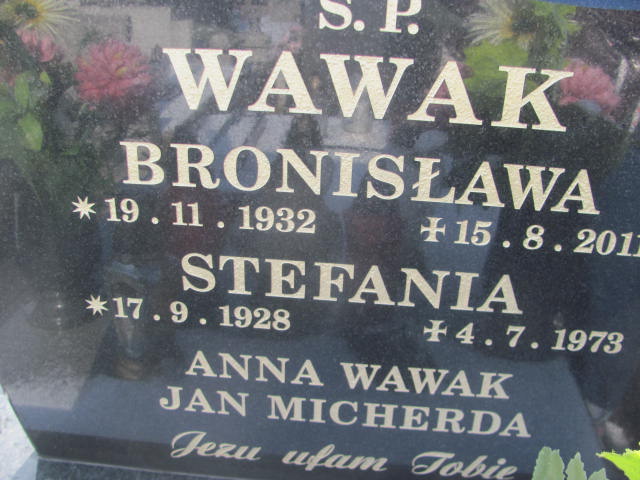 Ś.P.
WAWAK
BRONISŁAWA
✴ 19.11.1932 ✝ 15.8.2011
STEFANIA
✴ 17.9.1928 ✝ 4.7.1973
ANNA WAWAK
JAN MICHERDA
Jezu ufam Tobie